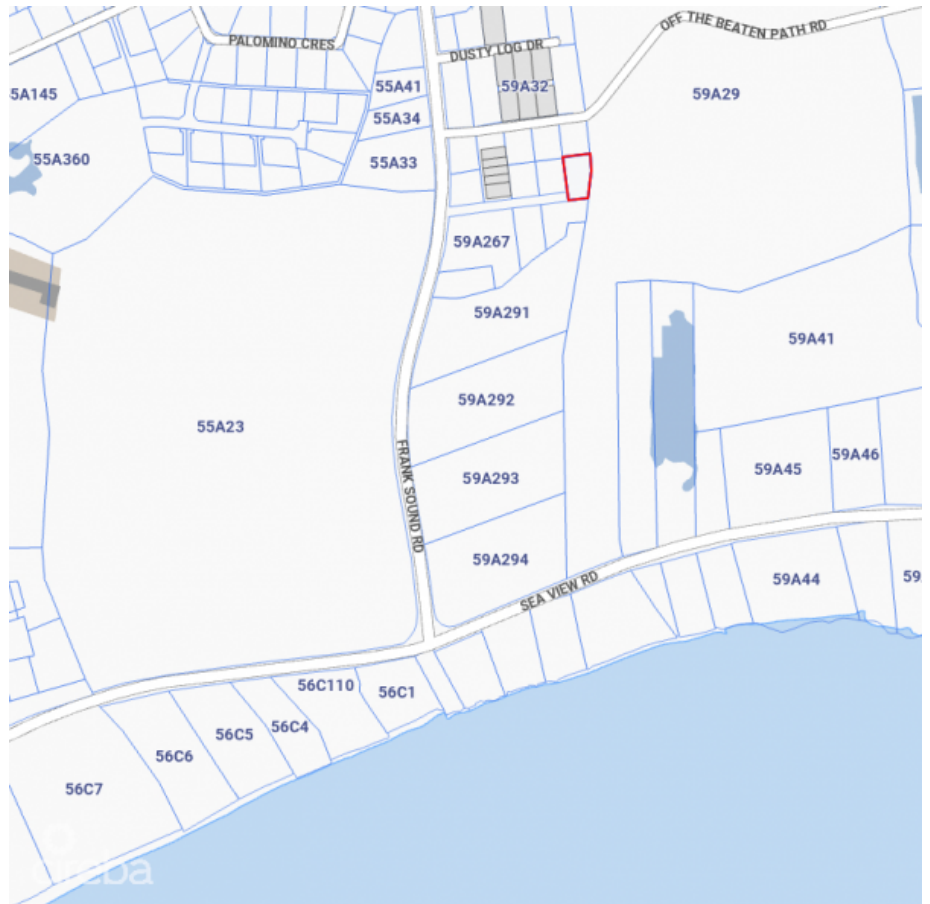 OFF THE BEATEN PATH RD
PALOMINO CRES
DUSTY LOG DR
5A145
55A41
59A32
59A29
55A34
55A360
55A33
59A267
59A291
59A41
59A292
55A23
FRANK SOUND RD
59A46
59A45
59A293
59A294
SEA VIEW RD
59A44
59
56C110
56C1
56C4
56C5
56C6
56C7
cireba